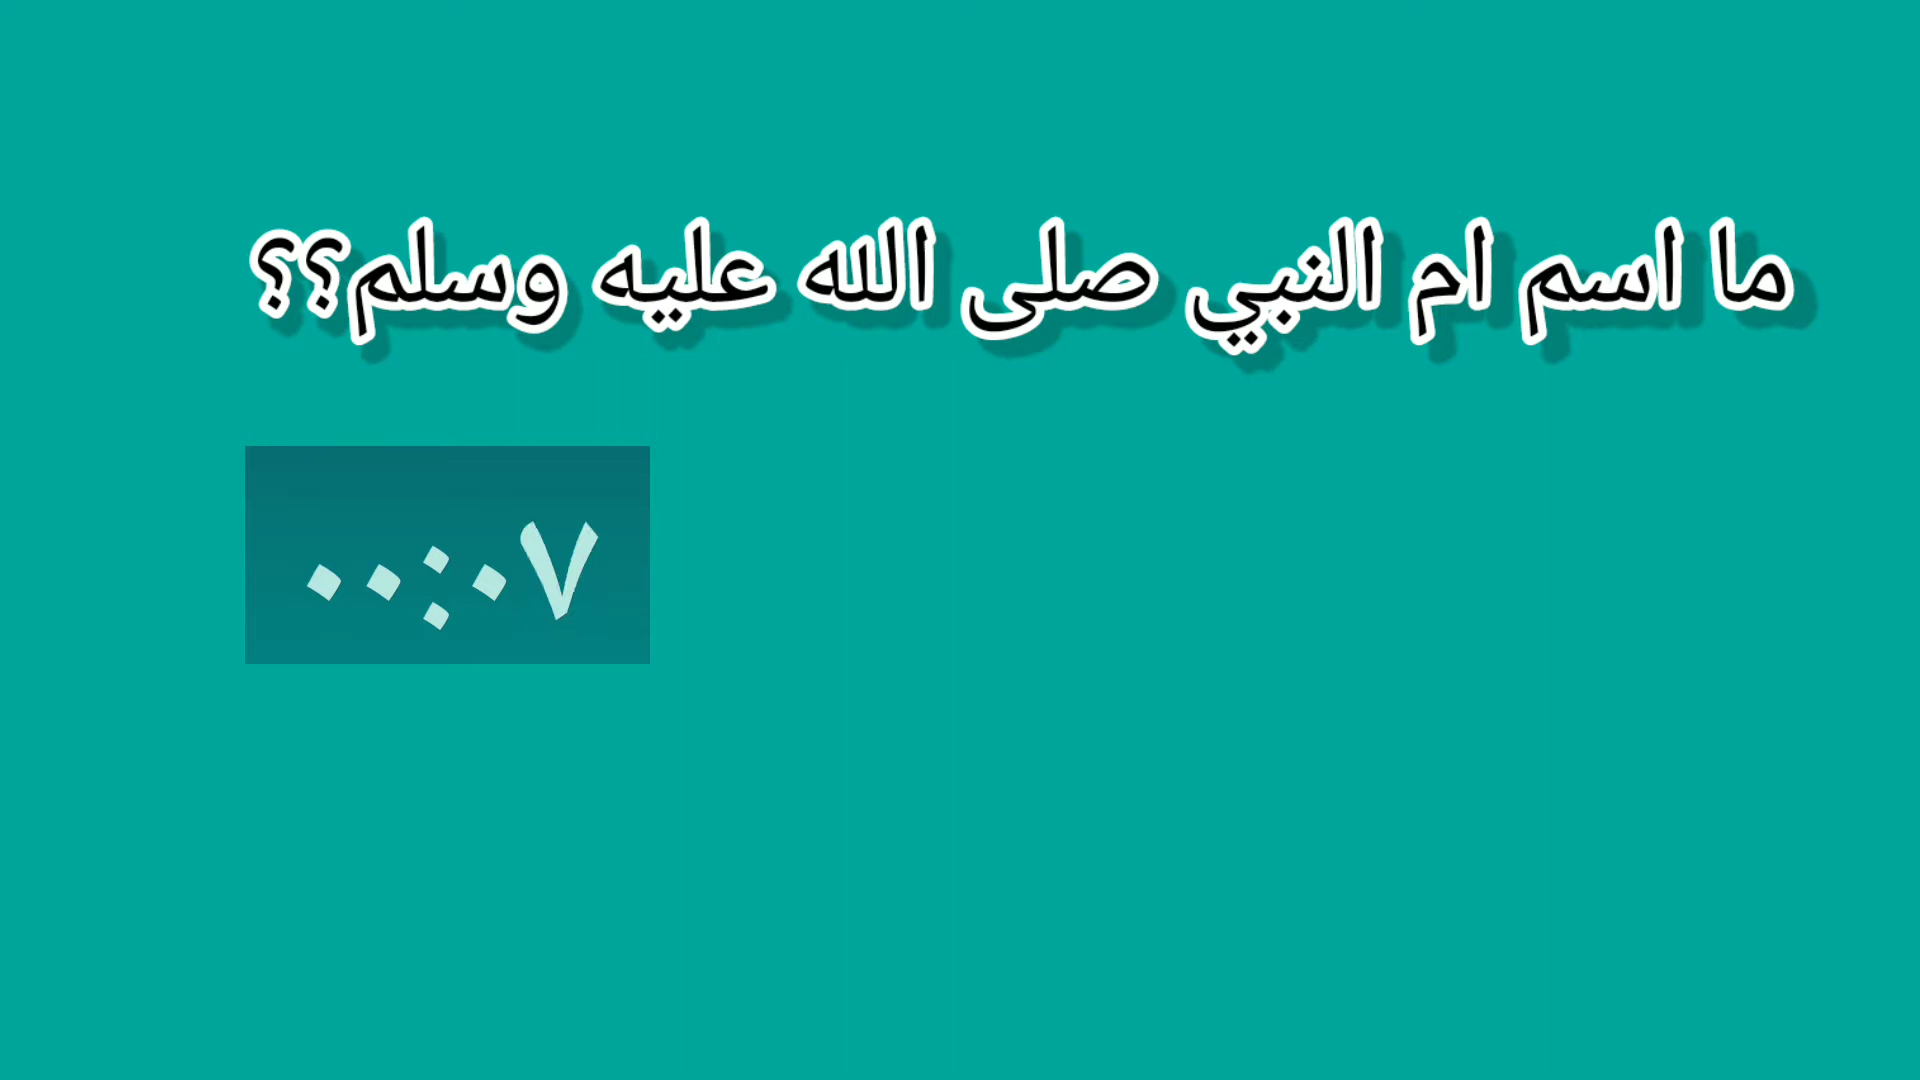 ما اسم ام النبي صلى الله عليه وسلم؟؟
٠٠:٠٧